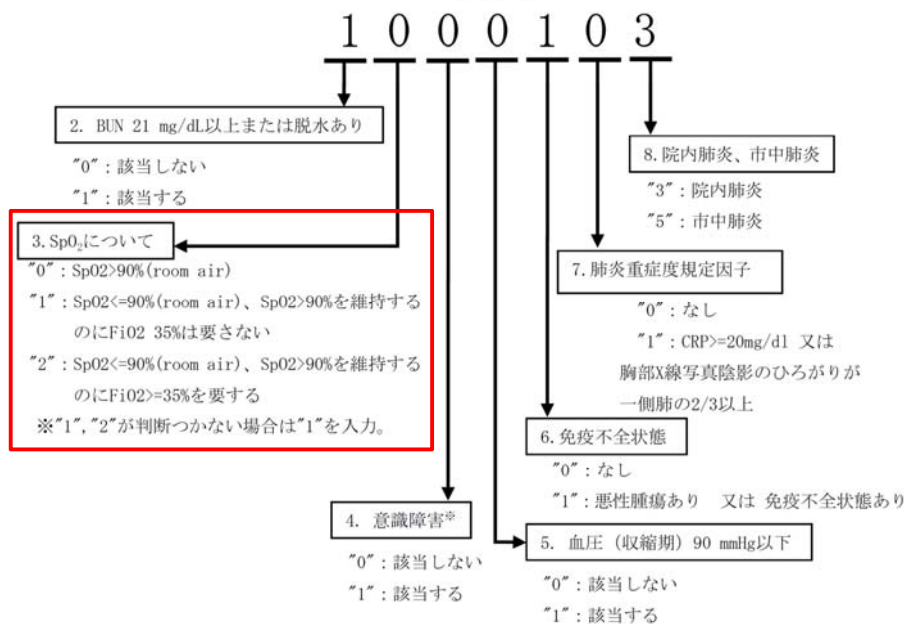 1 0 0 0 1 0 3
2. BUN 21 mg/dL以上または脱水あり
"0"：該当しない
"1"：該当する
3.SpO₂について
"0"：SpO2>90%(room air)
"1"：SpO2<=90%(room air)、SpO2>90%を維持する
のにFiO2 35%は要さない
"2"：SpO2<=90%(room air)、SpO2>90%を維持する
のにFiO2>=35%を要する
※"1","2"が判断つかない場合は"1"を入力。
4. 意識障害※
"0"：該当しない
"1"：該当する
8.院内肺炎、市中肺炎
"3"：院内肺炎
"5"：市中肺炎
7.肺炎重症度規定因子
"0"：なし
"1"：CRP>=20mg/dl 又は
胸部X線写真陰影のひろがりが
一側肺の2/3以上
6.免疫不全状態
"0"：なし
"1"：悪性腫瘍あり 又は 免疫不全状態あり
5. 血圧（収縮期）90 mmHg以下
"0"：該当しない
"1"：該当する